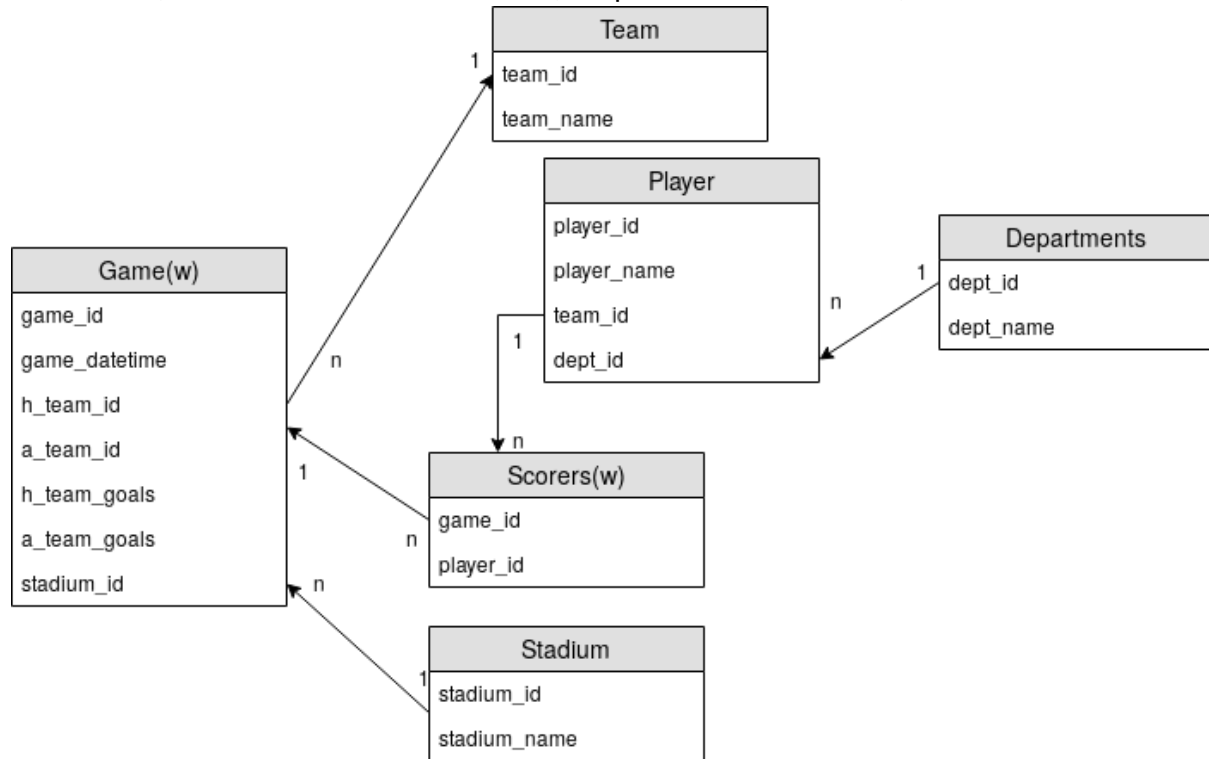 Team
1
team_id
team_name
Player
player_id
player_name
team_id
dept_id
1
n
Departments
dept_id
dept_name
1
n
Game(w)
game_id
game_datetime
h_team_id
a_team_id
h_team_goals
a_team_goals
stadium_id
n
1
n
n
Scorers(w)
game_id
player_id
Stadium
1
stadium_id
stadium_name